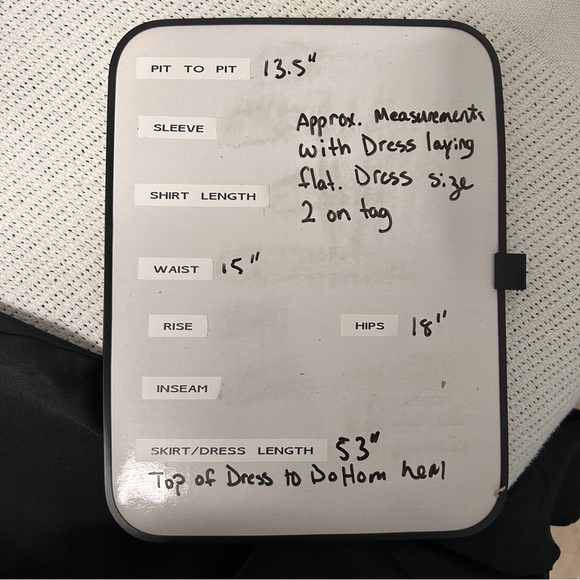 PIT TO PIT 13.5"
SLEEVE
Approx. Measurements
with Dress laying
flat. Dress size
2 on tag
SHIRT LENGTH
WAIST 15"
RISE
HIPS 18"
INSEAM
SKIRT/DRESS LENGTH 53"
Top of Dress to Bottom hem